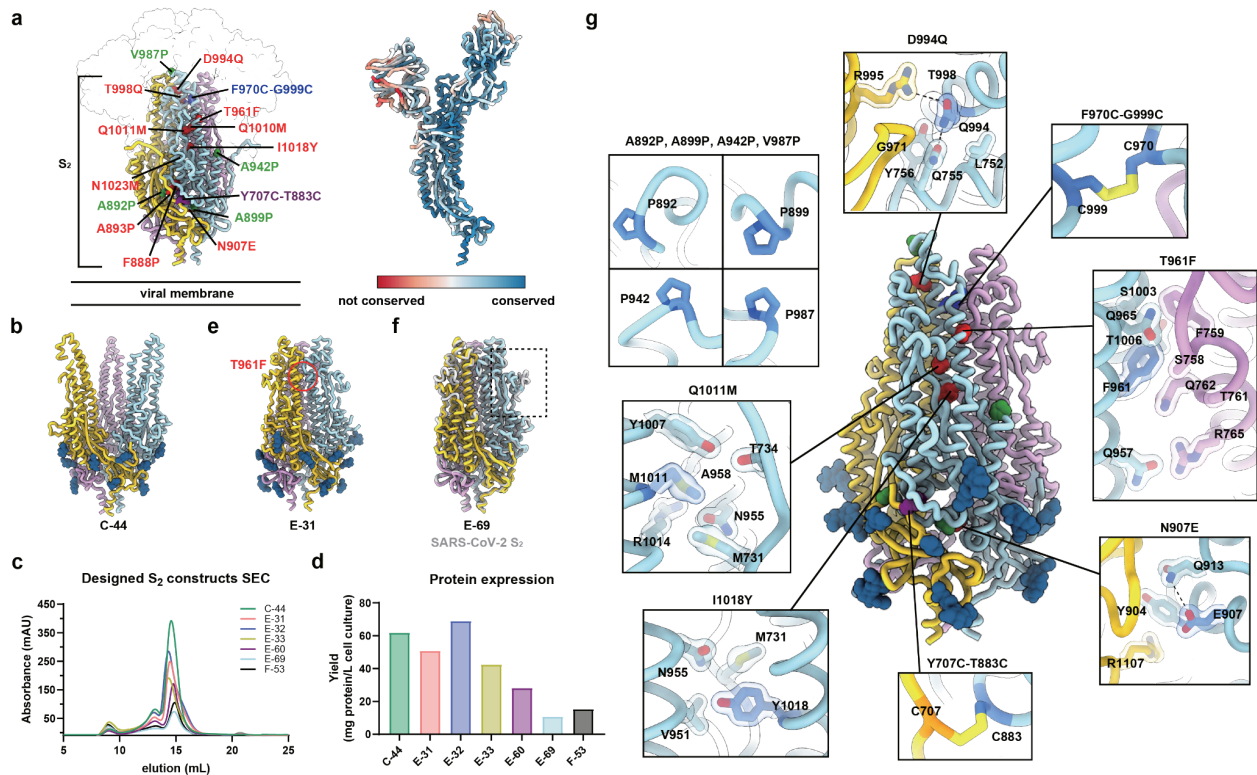 a
V987P
D994Q
T998Q
F970C-G999C
T961F
Q1011M
Q1010M
I1018Y
S₂
A942P
N1023M
Y707C-T883C
A892P
A899P
A893P
N907E
F888P
viral membrane
not conserved
conserved
b
C-44
e
T961F
E-31
f
E-69
SARS-CoV-2 S₂
c
Designed S₂ constructs SEC
Absorbance (mAU)
450
350
250
150
50
5
10
15
20
25
elution (mL)
C-44
E-31
E-32
E-33
E-60
E-69
F-53
d
Protein expression
Yield
(mg protein/L cell culture)
80
60
40
20
0
C-44
E-31
E-32
E-33
E-60
E-69
F-53
g
D994Q
R995
T998
Q994
G971
L752
Y756
Q755
F970C-G999C
C970
C999
A892P, A899P, A942P, V987P
P892
P899
P942
P987
T961F
S1003
Q965
F759
T1006
S758
F961
Q762
T761
R765
Q957
Q1011M
Y1007
T734
M1011
A958
N955
R1014
M731
N907E
Q913
Y904
E907
R1107
I1018Y
M731
N955
Y1018
V951
Y707C-T883C
C707
C883